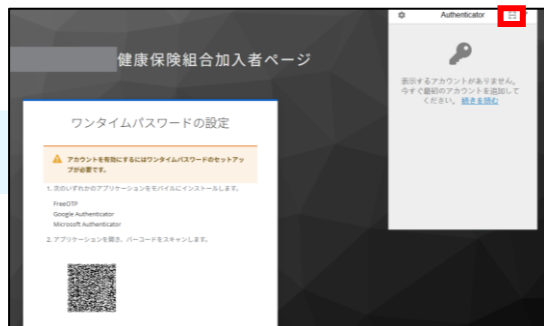 健康保険組合加入者ページ
ワンタイムパスワードの設定
アカウントを有効にするにはワンタイムパスワードのセットアッ
プが必要です。
1. 次のいずれかのアプリケーションをモバイルにインストールします。
FreeOTP
Google Authenticator
Microsoft Authenticator
2. アプリケーションを開き、バーコードをスキャンします。
Authenticator
表示するアカウントがありません。
今すぐ最初のアカウントを追加して
ください。 続きを読む